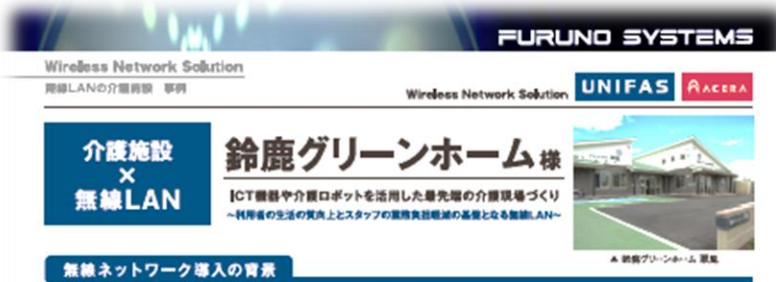 FURUNO SYSTEMS
Wireless Network Solution
無線LANの介護施設 事例
Wireless Network Solution UNIFAS ACERA
介護施設
×
無線LAN
鈴鹿グリーンホーム様
ICT機器や介護ロボットを活用した最先端の介護現場づくり
～利用者の生活の質向上とスタッフの業務負担軽減の基盤となる無線LAN～
▲ 鈴鹿グリーンホーム
無線ネットワーク導入の背景